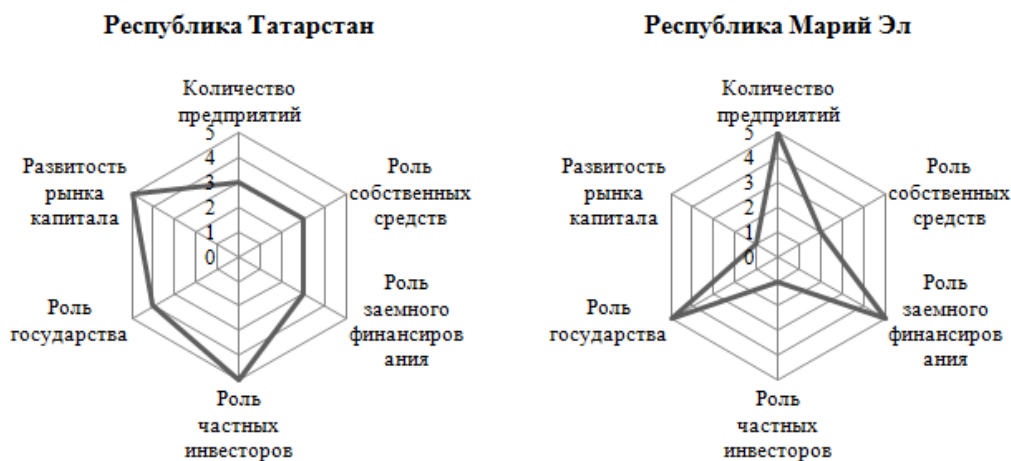 Республика Татарстан
Количество
предприятий
5
4
3
2
1
0
Роль
собственных
средств
Роль
заемного
финансиров
ания
Роль
частных
инвесторов
Роль
государства
Развитость
рынка
капитала
Республика Марий Эл
Количество
предприятий
5
4
3
2
1
0
Роль
собственных
средств
Роль
заемного
финансиров
ания
Роль
частных
инвесторов
Роль
государства
Развитость
рынка
капитала